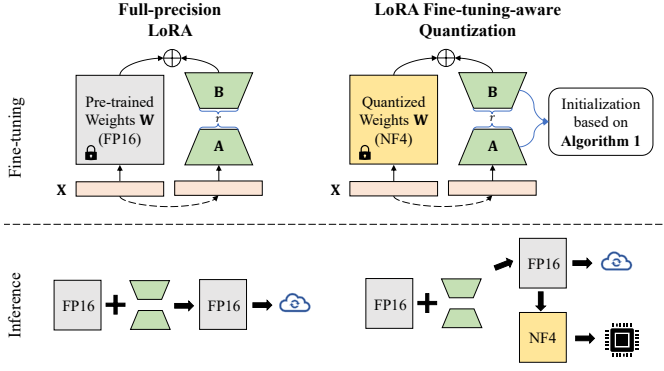 Full-precision
LoRA
LoRA Fine-tuning-aware
Quantization
Fine-tuning
Pre-trained
Weights W
(FP16)
B
r
A
X
Quantized
Weights W
(NF4)
B
r
A
X
Initialization
based on
Algorithm 1
Inference
FP16
FP16
FP16
FP16
NF4